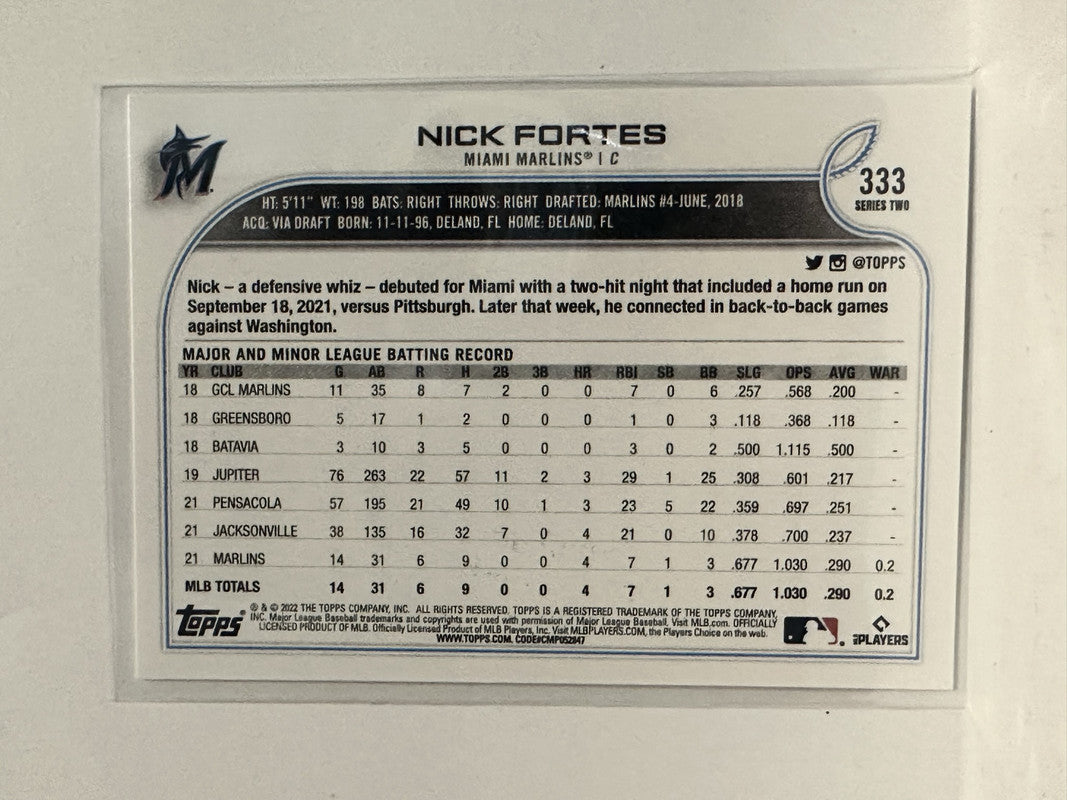 M
NICK FORTES
MIAMI MARLINS® | C
333
SERIES TWO
HT: 5'11" WT: 198 BATS: RIGHT THROWS: RIGHT DRAFTED: MARLINS #4-JUNE, 2018
ACQ: VIA DRAFT BORN: 11-11-96, DELAND, FL HOME: DELAND, FL
@TOPPS
Nick – a defensive whiz – debuted for Miami with a two-hit night that included a home run on
September 18, 2021, versus Pittsburgh. Later that week, he connected in back-to-back games
against Washington.
MAJOR AND MINOR LEAGUE BATTING RECORD
YR CLUB G AB R H 2B 3B HR RBI SB BB SLG OPS AVG WAR
18 GCL MARLINS 11 35 8 7 2 0 0 7 0 6 .257 .568 .200 -
18 GREENSBORO 5 17 1 2 0 0 0 1 0 3 .118 .368 .118 -
18 BATAVIA 3 10 3 5 0 0 0 3 0 2 .500 1.115 .500 -
19 JUPITER 76 263 22 57 11 2 3 29 1 25 .308 .601 .217 -
21 PENSACOLA 57 195 21 49 10 1 3 23 5 22 .359 .697 .251 -
21 JACKSONVILLE 38 135 16 32 7 0 4 21 0 10 .378 .700 .237 -
21 MARLINS 14 31 6 9 0 0 4 7 1 3 .677 1.030 .290 0.2
MLB TOTALS 14 31 6 9 0 0 4 7 1 3 .677 1.030 .290 0.2
Topps
® & © 2022 THE TOPPS COMPANY, INC. ALL RIGHTS RESERVED. TOPPS IS A REGISTERED TRADEMARK OF THE TOPPS COMPANY,
INC. Major League Baseball trademarks and copyrights are used with permission of Major League Baseball. Visit MLB.com. OFFICIALLY
LICENSED PRODUCT OF MLB. Officially Licensed Product of MLB Players, Inc. Visit MLBPLAYERS.COM, the Players Choice on the web.
WWW.TOPPS.COM. CODE#CMP052847
PLAYERS